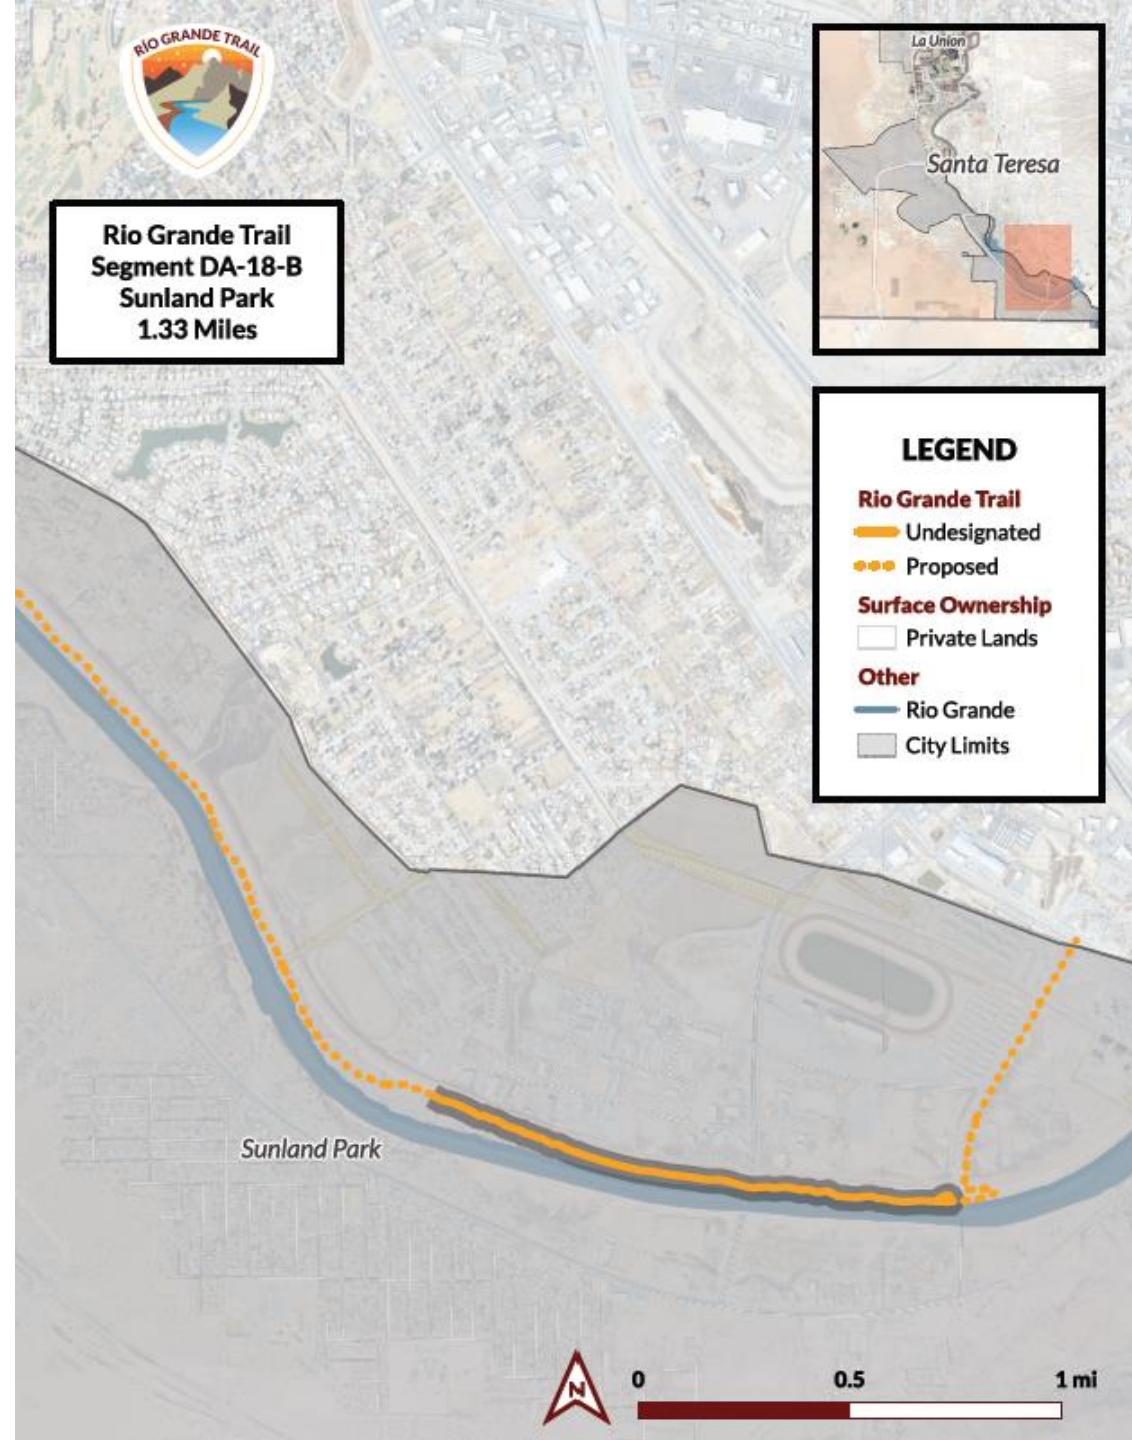 RÍO GRANDE TRAIL
Rio Grande Trail
Segment DA-18-B
Sunland Park
1.33 Miles
La Union
Santa Teresa
LEGEND
Rio Grande Trail
Undesignated
Proposed
Surface Ownership
Private Lands
Other
Rio Grande
City Limits
Sunland Park
N
0 0.5 1 mi